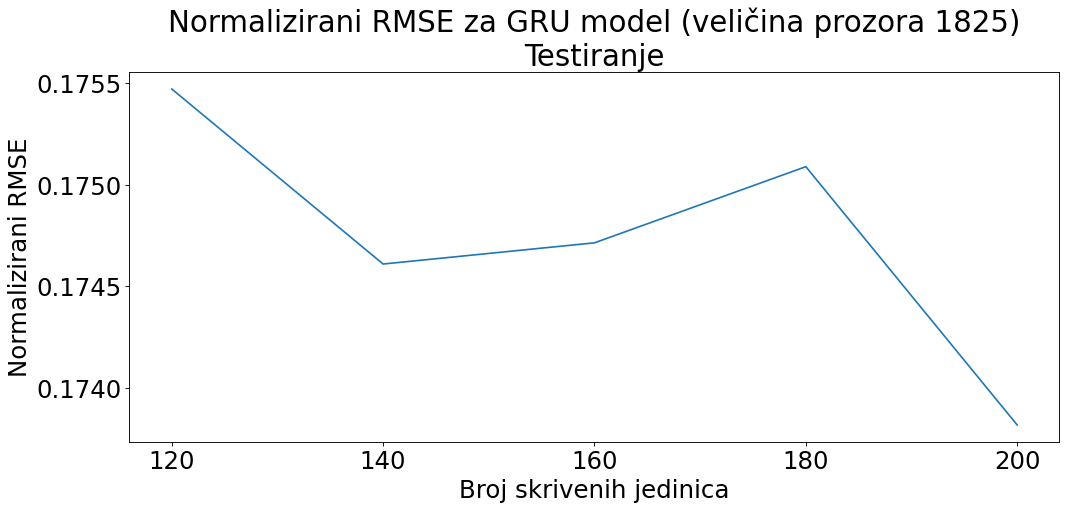 Normalizirani RMSE za GRU model (veličina prozora 1825)
Testiranje
Normalizirani RMSE
0.1755
0.1750
0.1745
0.1740
120 140 160 180 200
Broj skrivenih jedinica